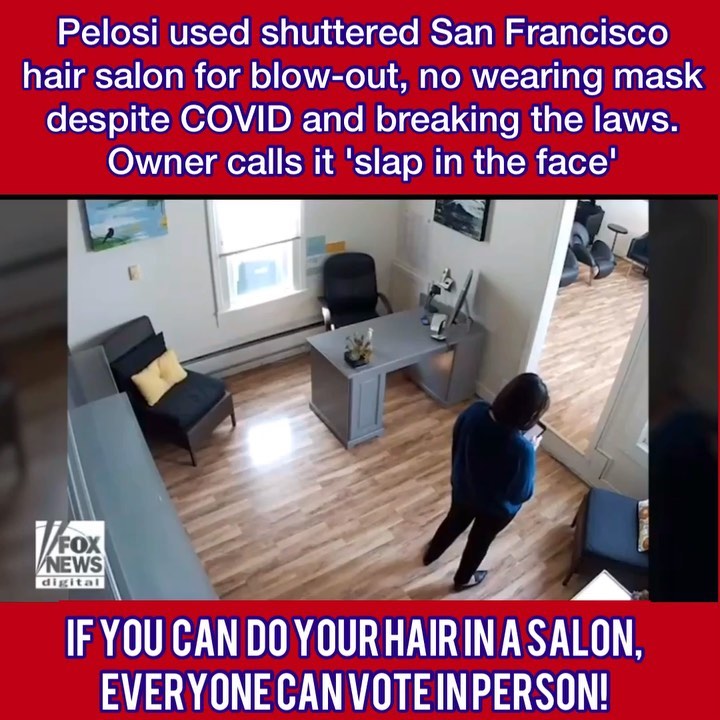 Pelosi used shuttered San Francisco
hair salon for blow-out, no wearing mask
despite COVID and breaking the laws.
Owner calls it 'slap in the face'
FOX
NEWS
digital
IF YOU CAN DO YOUR HAIR IN A SALON,
EVERYONE CAN VOTE IN PERSON!